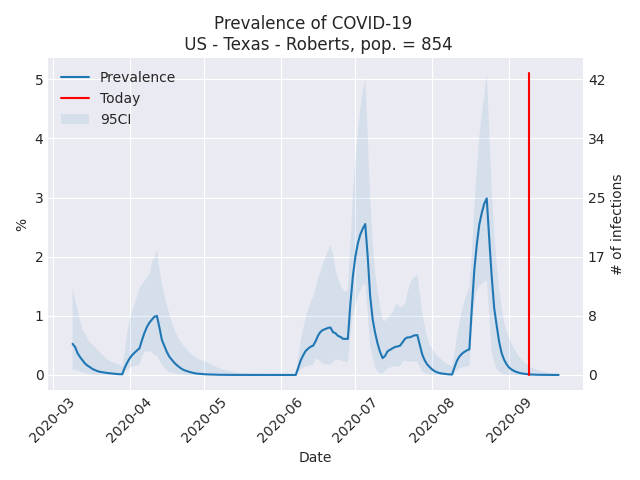 Prevalence of COVID-19
US - Texas - Roberts, pop. = 854
Prevalence
Today
95CI
5
4
3
2
1
0
%
42
34
25
17
8
0
# of infections
2020-03
2020-04
2020-05
2020-06
2020-07
2020-08
2020-09
Date